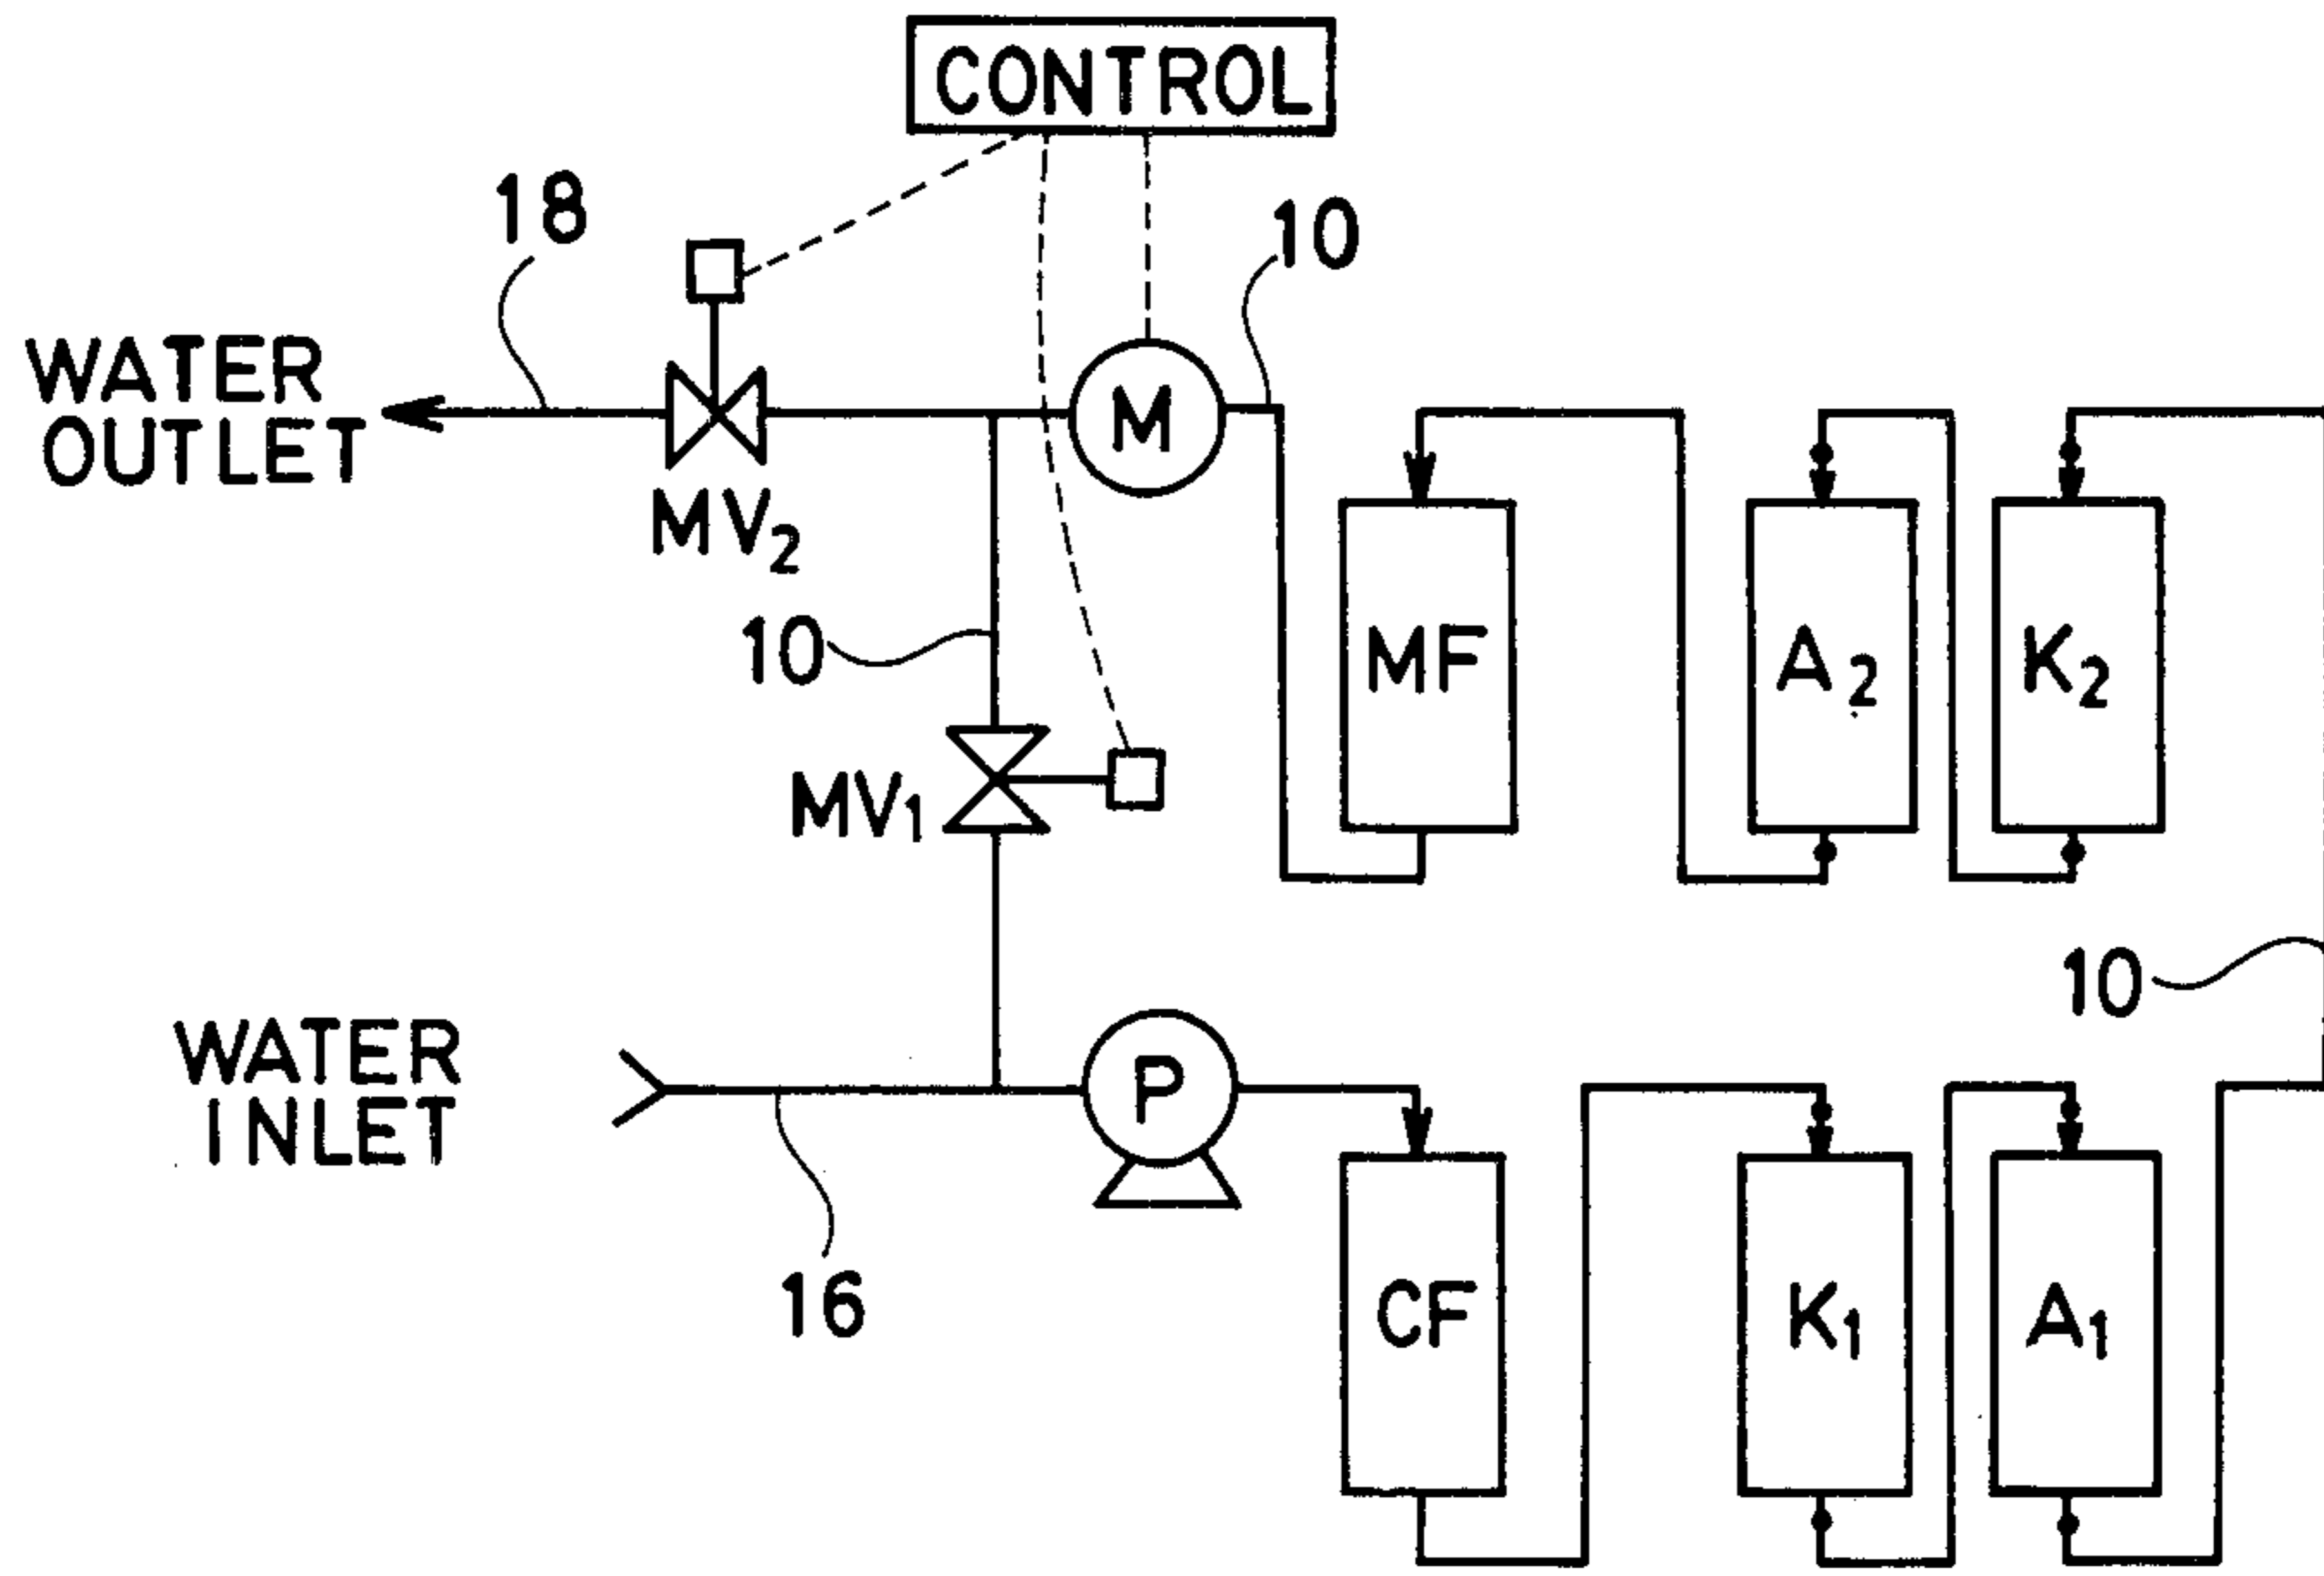 CONTROL
18
10
WATER
OUTLET
M
MV₂
10
MF
A₂
K₂
MV₁
10
WATER
INLET
P
16
CF
K₁
A₁